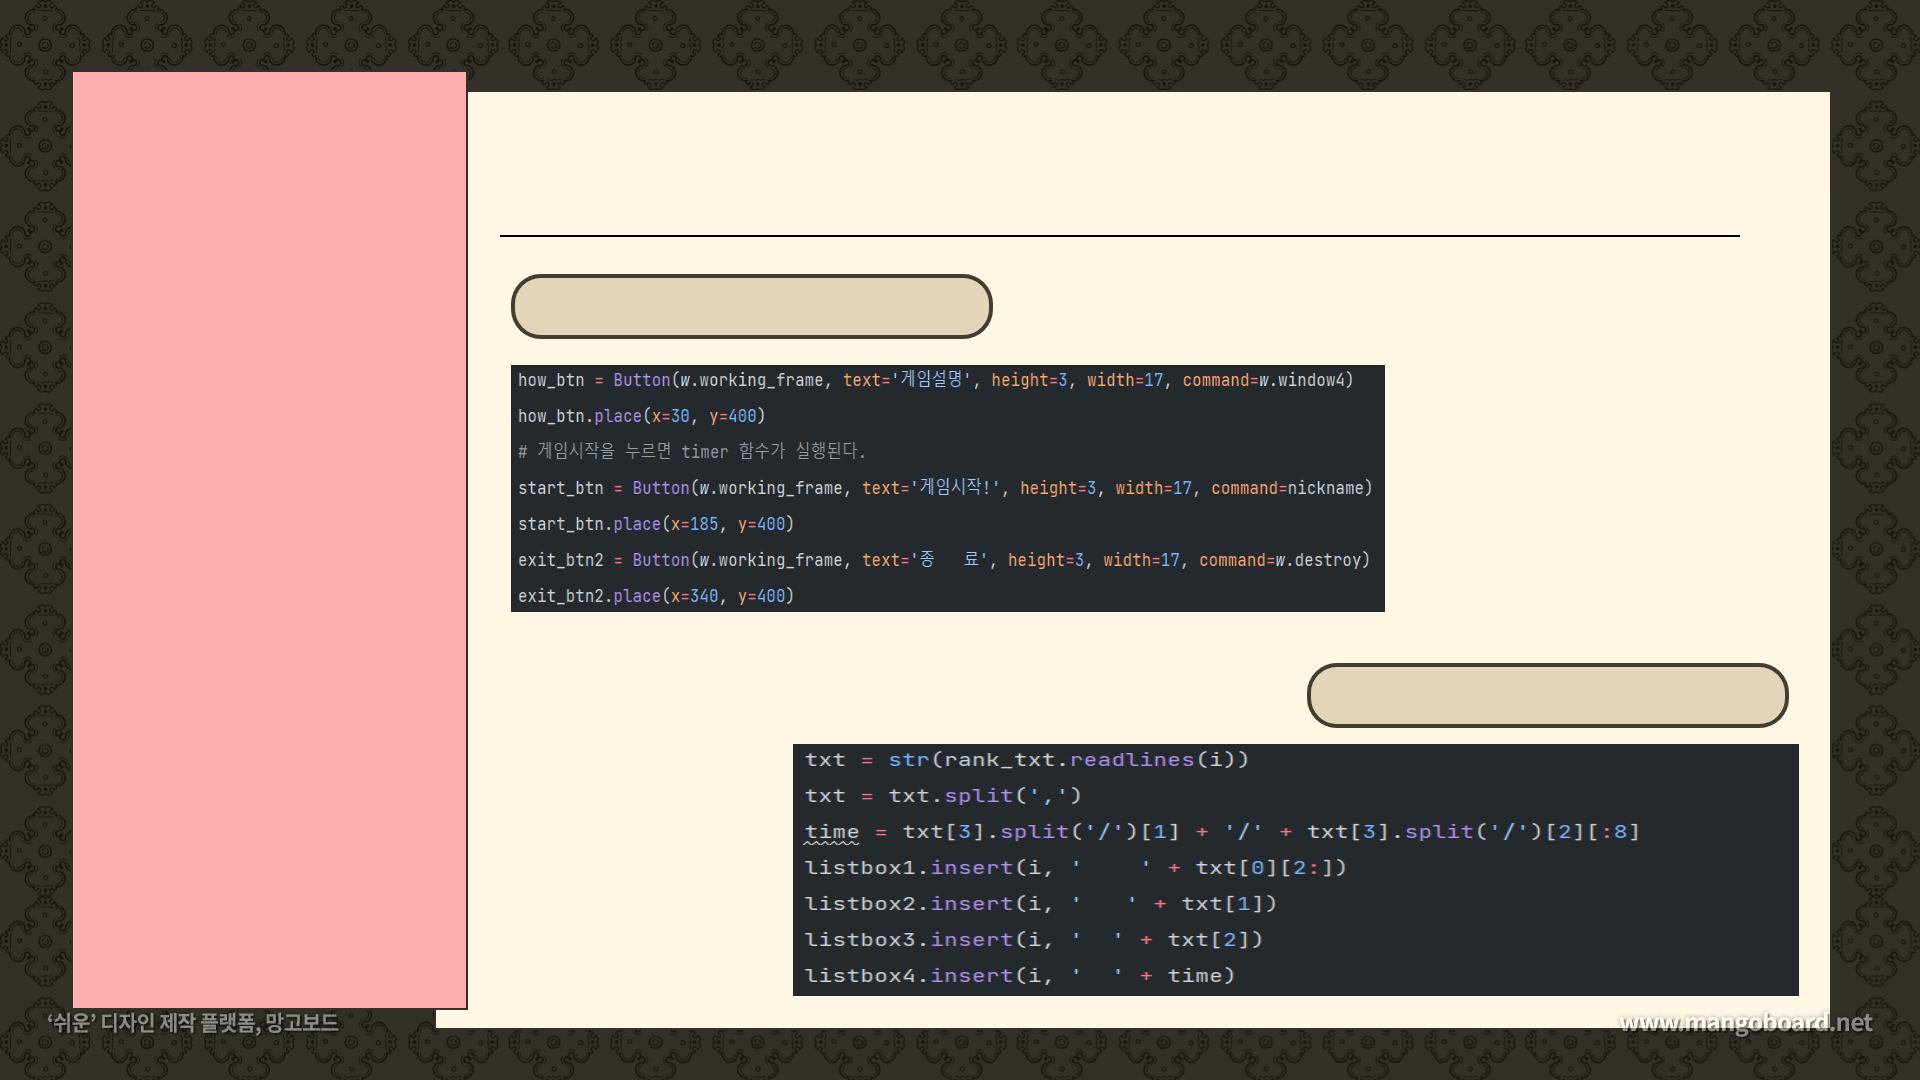 how_btn = Button(w.working_frame, text='게임설명', height=3, width=17, command=w.window4)
how_btn.place(x=30, y=400)
# 게임시작을 누르면 timer 함수가 실행된다.
start_btn = Button(w.working_frame, text='게임시작!', height=3, width=17, command=nickname)
start_btn.place(x=185, y=400)
exit_btn2 = Button(w.working_frame, text='종   료', height=3, width=17, command=w.destroy)
exit_btn2.place(x=340, y=400)
txt = str(rank_txt.readlines(i))
txt = txt.split(',')
time = txt[3].split('/')[1] + '/' + txt[3].split('/')[2][:8]
listbox1.insert(i, '    ' + txt[0][2:])
listbox2.insert(i, '   ' + txt[1])
listbox3.insert(i, '  ' + txt[2])
listbox4.insert(i, '  ' + time)
‘쉬운’ 디자인 제작 플랫폼, 망고보드
www.mangoboard.net